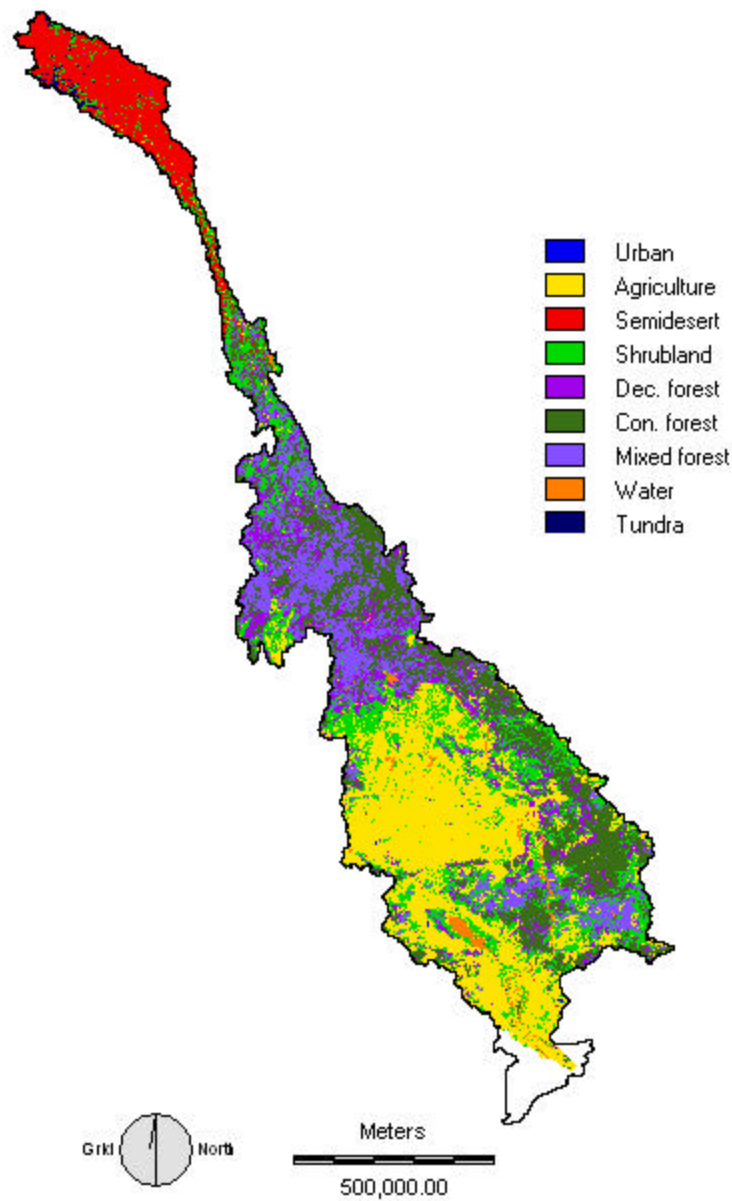 Urban
Agriculture
Semidesert
Shrubland
Dec. forest
Con. forest
Mixed forest
Water
Tundra
Meters
Grid
North
500,000.00